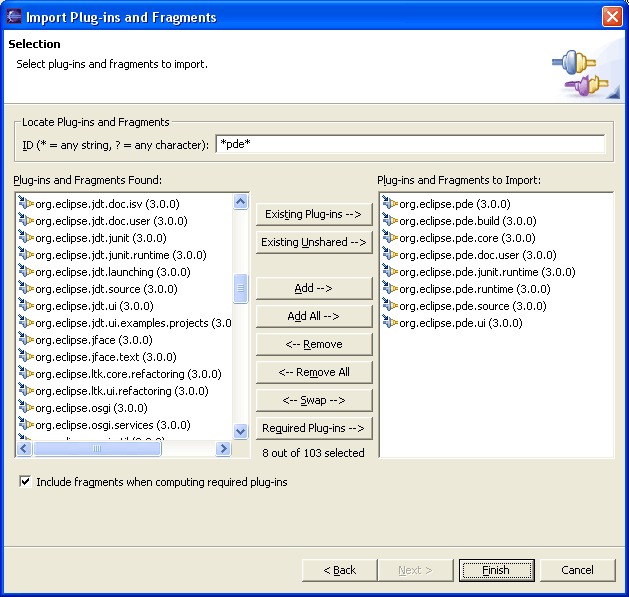 Import Plug-ins and Fragments
Selection
Select plug-ins and fragments to import.
Locate Plug-ins and Fragments
ID (* = any string, ? = any character):
*pde*
Plug-ins and Fragments Found:
org.eclipse.jdt.doc.isv (3.0.0)
org.eclipse.jdt.doc.user (3.0.0)
org.eclipse.jdt.junit (3.0.0)
org.eclipse.jdt.junit.runtime (3.0.0)
org.eclipse.jdt.launching (3.0.0)
org.eclipse.jdt.source (3.0.0)
org.eclipse.jdt.ui (3.0.0)
org.eclipse.jdt.ui.examples.projects (3.0
org.eclipse.jface (3.0.0)
org.eclipse.jface.text (3.0.0)
org.eclipse.ltk.core.refactoring (3.0.0)
org.eclipse.ltk.ui.refactoring (3.0.0)
org.eclipse.osgi (3.0.0)
org.eclipse.osgi.services (3.0.0)
Existing Plug-ins -->
Existing Unshared -->
Add -->
Add All -->
<-- Remove
<-- Remove All
<-- Swap -->
Required Plug-ins -->
8 out of 103 selected
Plug-ins and Fragments to Import:
org.eclipse.pde (3.0.0)
org.eclipse.pde.build (3.0.0)
org.eclipse.pde.core (3.0.0)
org.eclipse.pde.doc.user (3.0.0)
org.eclipse.pde.junit.runtime (3.0.0)
org.eclipse.pde.runtime (3.0.0)
org.eclipse.pde.source (3.0.0)
org.eclipse.pde.ui (3.0.0)
Include fragments when computing required plug-ins
< Back
Next >
Finish
Cancel